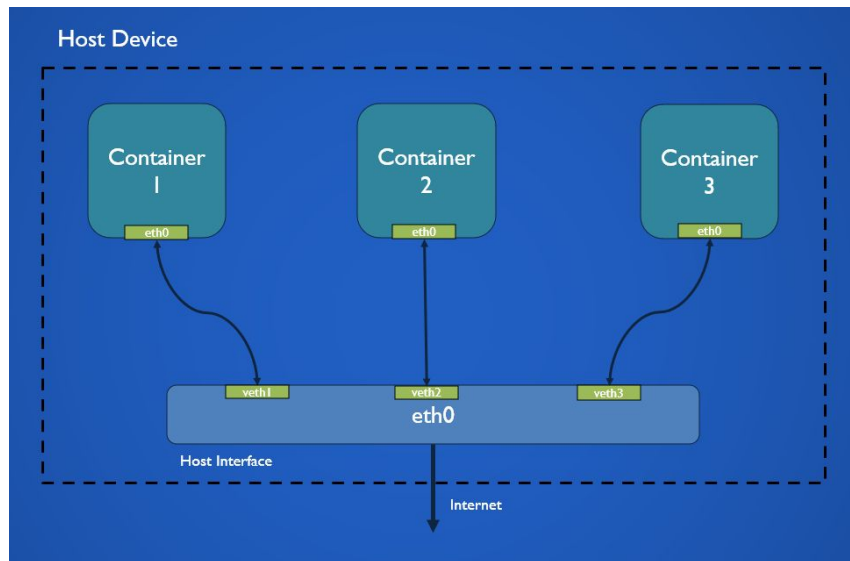 Host Device
Container
1
Container
2
Container
3
eth0
eth0
eth0
veth1
veth2
veth3
eth0
Host Interface
Internet